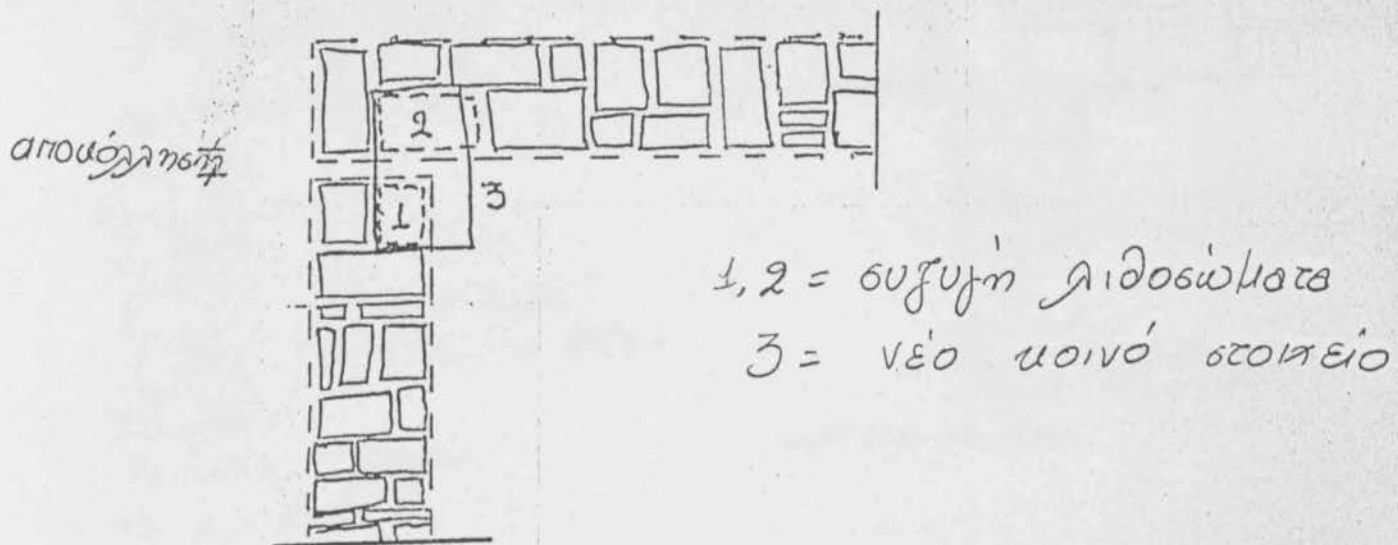 αποκόλληση
2
1
3
1, 2 = συζυγή λιθοσώματα
3 = νέο κοινό στοιχείο